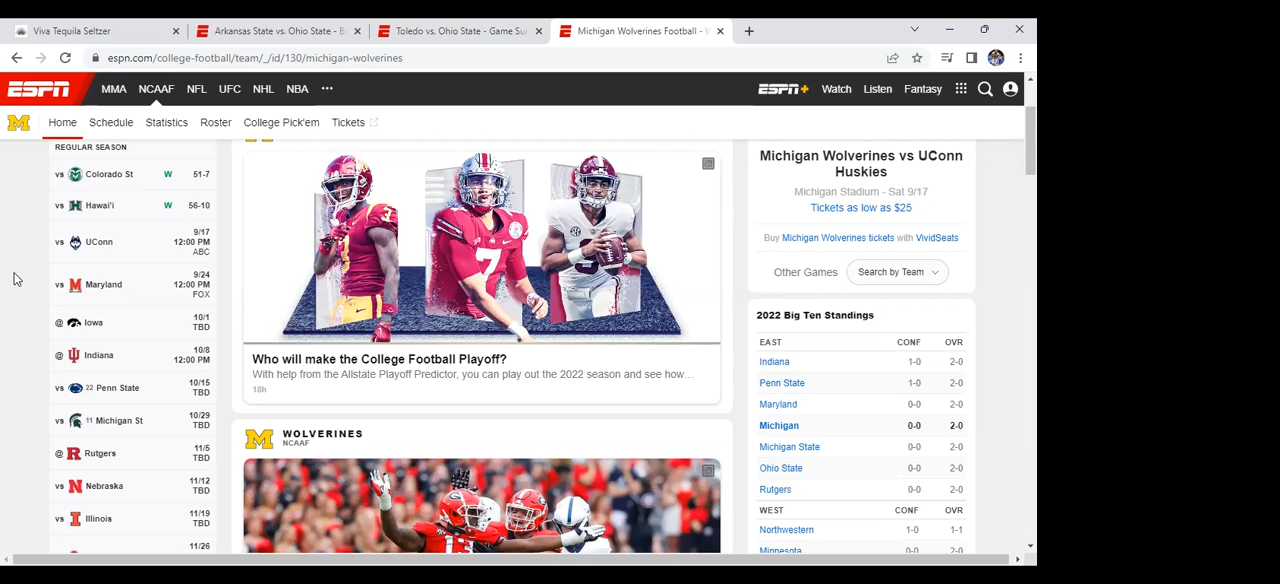 Viva Tequila Seltzer
Arkansas State vs. Ohio State - B
Toledo vs. Ohio State - Game Su
Michigan Wolverines Football - V
espn.com/college-football/team/_/id/130/michigan-wolverines
ESPN MMA NCAAF NFL UFC NHL NBA ESPN+ Watch Listen Fantasy
M Home Schedule Statistics Roster College Pick'em Tickets
REGULAR SEASON
vs Colorado St W 51-7
vs Hawai'i W 56-10
9/17
vs UConn 12:00 PM
ABC
9/24
vs Maryland 12:00 PM
FOX
@ Iowa 10/1
TBD
@ Indiana 10/8
12:00 PM
vs 22 Penn State 10/15
TBD
vs 11 Michigan St 10/29
TBD
@ Rutgers 11/5
TBD
vs Nebraska 11/12
TBD
vs Illinois 11/19
TBD
11/26
Who will make the College Football Playoff?
With help from the Allstate Playoff Predictor, you can play out the 2022 season and see how…
18h
WOLVERINES
NCAAF
Michigan Wolverines vs UConn
Huskies
Michigan Stadium - Sat 9/17
Tickets as low as $25
Buy Michigan Wolverines tickets with VividSeats
Other Games Search by Team
2022 Big Ten Standings
EAST CONF OVR
Indiana 1-0 2-0
Penn State 1-0 2-0
Maryland 0-0 2-0
Michigan 0-0 2-0
Michigan State 0-0 2-0
Ohio State 0-0 2-0
Rutgers 0-0 2-0
WEST CONF OVR
Northwestern 1-0 1-1
Minnesota 0-0 2-0